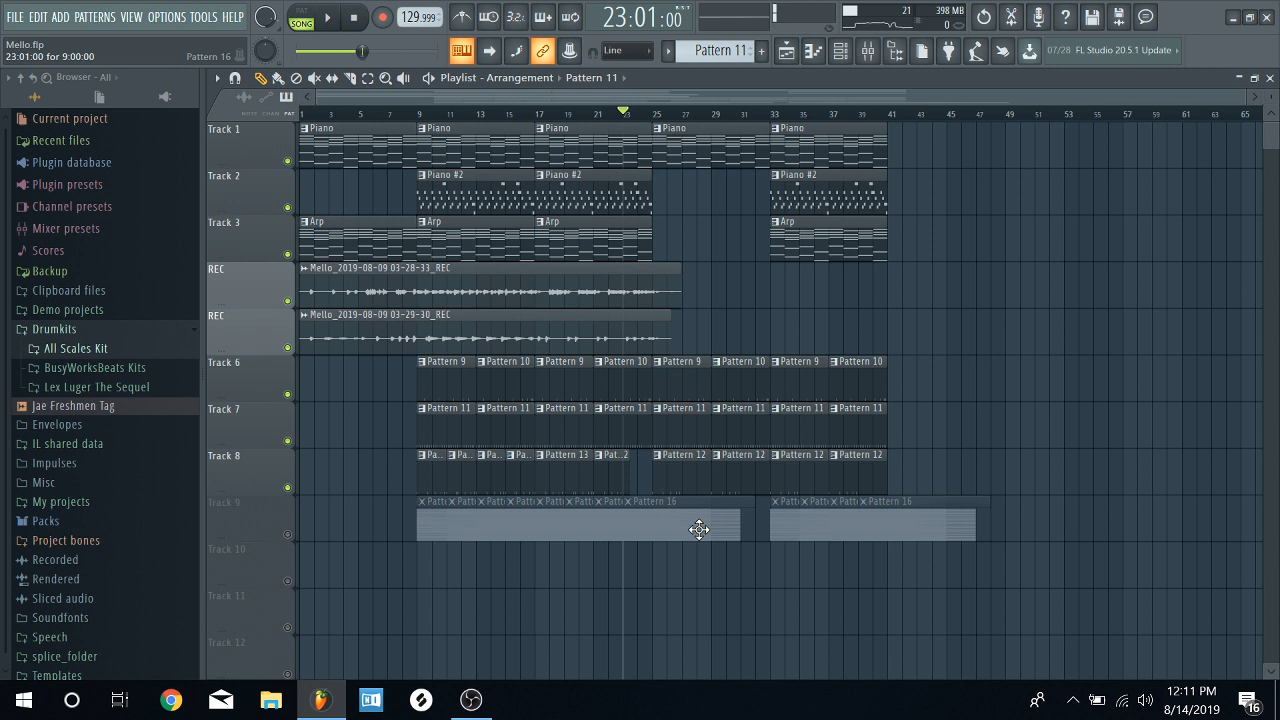 FILE EDIT ADD PATTERNS VIEW OPTIONS TOOLS HELP
PAT
SONG
129.999
3.2.
23:01:00
21
398 MB
0
Mello.flp
23:01:00 for 9:00:00
Pattern 16
Line
Pattern 11
07/28 FL Studio 20.5.1 Update
Browser - All
Playlist - Arrangement
Pattern 11
NOTE CHAN PAT
1 3 5 7 9 11 13 15 17 19 21 23 25 27 29 31 33 35 37 39 41 43 45 47 49 51 53 55 57 59 61 63 65
Current project
Recent files
Plugin database
Plugin presets
Channel presets
Mixer presets
Scores
Backup
Clipboard files
Demo projects
Drumkits
All Scales Kit
BusyWorksBeats Kits
Lex Luger The Sequel
Jae Freshmen Tag
Envelopes
IL shared data
Impulses
Misc
My projects
Packs
Project bones
Recorded
Rendered
Sliced audio
Soundfonts
Speech
splice_folder
Templates
Track 1
Piano Piano Piano Piano Piano
Track 2
Piano #2 Piano #2 Piano #2
Track 3
Arp Arp Arp Arp
REC
Mello_2019-08-09 03-28-33_REC
REC
Mello_2019-08-09 03-29-30_REC
Track 6
Pattern 9 Pattern 10 Pattern 9 Pattern 10 Pattern 9 Pattern 10 Pattern 9 Pattern 10
Track 7
Pattern 11 Pattern 11 Pattern 11 Pattern 11 Pattern 11 Pattern 11 Pattern 11 Pattern 11
Track 8
Pa.. Pa.. Pa.. Pa.. Pattern 13 Pat..2 Pattern 12 Pattern 12 Pattern 12 Pattern 12
Track 9
Pattern 16 Pattern 16
Track 10
Track 11
Track 12
12:11 PM
8/14/2019
16